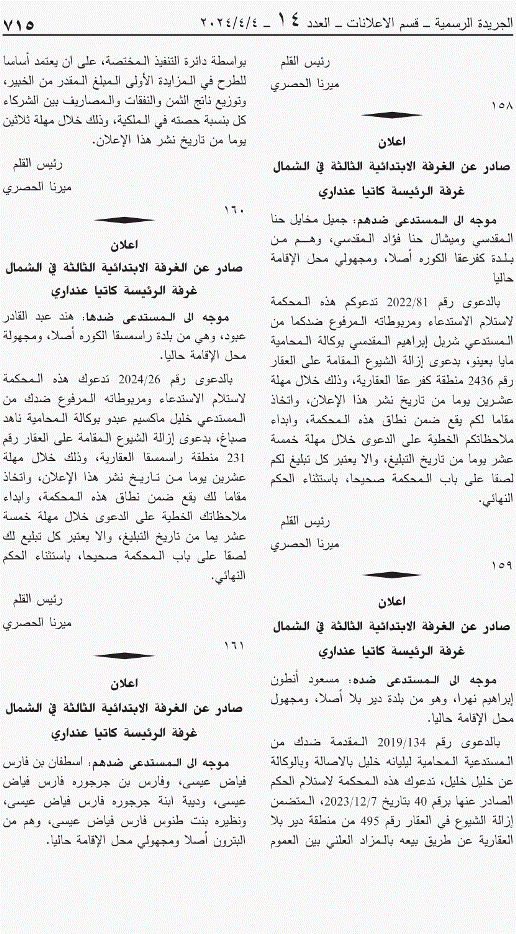 الجريدة الرسمية ـ قسم الاعلانات ـ العدد ١٤ ـ ٢٠٢٤/٤/٤
٧١٥
رئيس القلم
ميرنا الحصري
١٥٨
اعلان
صادر عن الغرفة الابتدائية الثالثة في الشمال
غرفة الرئيسة كاتيا عنداري
موجه الى المستدعى ضدهم: جميل مخايل حنا
المقدسي وميشال حنا فؤاد المقدسي، وهم من
بلدة كفرعقا الكوره أصلا، ومجهولي محل الإقامة
حاليا
بالدعوى رقم 2022/81 تدعوكم هذه المحكمة
لاستلام الاستدعاء ومربوطاته المرفوع ضدكما من
المستدعي شربل إبراهيم المقدسي بوكالة المحامية
مايا بعينو، بدعوى إزالة الشيوع المقامة على العقار
رقم 2436 منطقة كفر عقا العقارية، وذلك خلال مهلة
عشرين يوما من تاريخ نشر هذا الإعلان، واتخاذ
مقاما لكم يقع ضمن نطاق هذه المحكمة، وابداء
ملاحظاتكم الخطية على الدعوى خلال مهلة خمسة
عشر يوما من تاريخ التبليغ، والا يعتبر كل تبليغ لكم
لصقا على باب المحكمة صحيحا، باستثناء الحكم
النهائي.
رئيس القلم
ميرنا الحصري
١٥٩
اعلان
صادر عن الغرفة الابتدائية الثالثة في الشمال
غرفة الرئيسة كاتيا عنداري
موجه الى المستدعى ضده: مسعود أنطون
إبراهيم نهرا، وهو من بلدة دير بلا أصلا، ومجهول
محل الإقامة حاليا.
بالدعوى رقم 2019/134 المقدمة ضدك من
المستدعية المحامية ليليانه خليل بالاصالة وبالوكالة
عن خليل خليل، تدعوك هذه المحكمة لاستلام الحكم
الصادر عنها برقم 40 بتاريخ 2023/12/7، المتضمن
إزالة الشيوع في العقار رقم 495 من منطقة دير بلا
العقارية عن طريق بيعه بالمزاد العلني بين العموم
بواسطة دائرة التنفيذ المختصة، على ان يعتمد أساسا
للطرح في المزايدة الأولى المبلغ المقدر من الخبير،
وتوزيع ناتج الثمن والنفقات والمصاريف بين الشركاء
كل بنسبة حصته في الملكية، وذلك خلال مهلة ثلاثين
يوما من تاريخ نشر هذا الإعلان.
رئيس القلم
ميرنا الحصري
١٦٠
اعلان
صادر عن الغرفة الابتدائية الثالثة في الشمال
غرفة الرئيسة كاتيا عنداري
موجه الى المستدعى ضدها: هند عبد القادر
عبود، وهي من بلدة راسمسقا الكوره أصلا، ومجهولة
محل الإقامة حاليا.
بالدعوى رقم 2024/26 تدعوك هذه المحكمة
لاستلام الاستدعاء ومربوطاته المرفوع ضدك من
المستدعي خليل ماكسيم عبدو بوكالة المحامية ناهد
صباغ، بدعوى إزالة الشيوع المقامة على العقار رقم
231 منطقة راسمسقا العقارية، وذلك خلال مهلة
عشرين يوما من تاريخ نشر هذا الإعلان، واتخاذ
مقاما لك يقع ضمن نطاق هذه المحكمة، وابداء
ملاحظاتك الخطية على الدعوى خلال مهلة خمسة
عشر يما من تاريخ التبليغ، والا يعتبر كل تبليغ لك
لصقا على باب المحكمة صحيحا، باستثناء الحكم
النهائي.
رئيس القلم
ميرنا الحصري
١٦١
اعلان
صادر عن الغرفة الابتدائية الثالثة في الشمال
غرفة الرئيسة كاتيا عنداري
موجه الى المستدعى ضدهم: اسطفان بن فارس
فياض عيسى، وفارس بن جرجوره فارس فياض
عيسى، وديبة ابنة جرجوره فارس فياض عيسى،
ونظيره بنت طنوس فارس فياض عيسى، وهم من
البترون أصلا ومجهولي محل الإقامة حاليا.